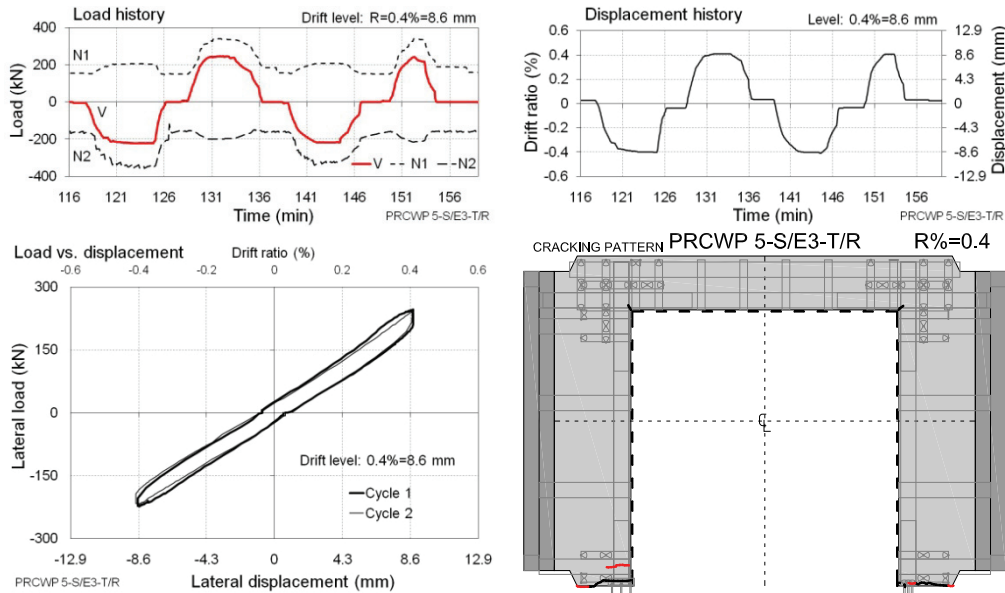 Load history
Drift level: R=0.4%=8.6 mm
Load (kN)
400
200
0
-200
-400
N1
V
N2
V N1 N2
116 121 126 131 136 141 146 151 156
Time (min)
PRCWP 5-S/E3-T/R
Displacement history
Level: 0.4%=8.6 mm
Drift ratio (%)
0.6
0.4
0.2
0
-0.2
-0.4
-0.6
12.9
8.6
4.3
0
-4.3
-8.6
-12.9
Displacement (mm)
116 121 126 131 136 141 146 151 156
Time (min)
PRCWP 5-S/E3-T/R
Load vs. displacement
Drift ratio (%)
-0.6 -0.4 -0.2 0 0.2 0.4 0.6
Lateral load (kN)
300
150
0
-150
-300
Drift level: 0.4%=8.6 mm
Cycle 1
Cycle 2
-12.9 -8.6 -4.3 0 4.3 8.6 12.9
PRCWP 5-S/E3-T/R
Lateral displacement (mm)
CRACKING PATTERN PRCWP 5-S/E3-T/R R%=0.4